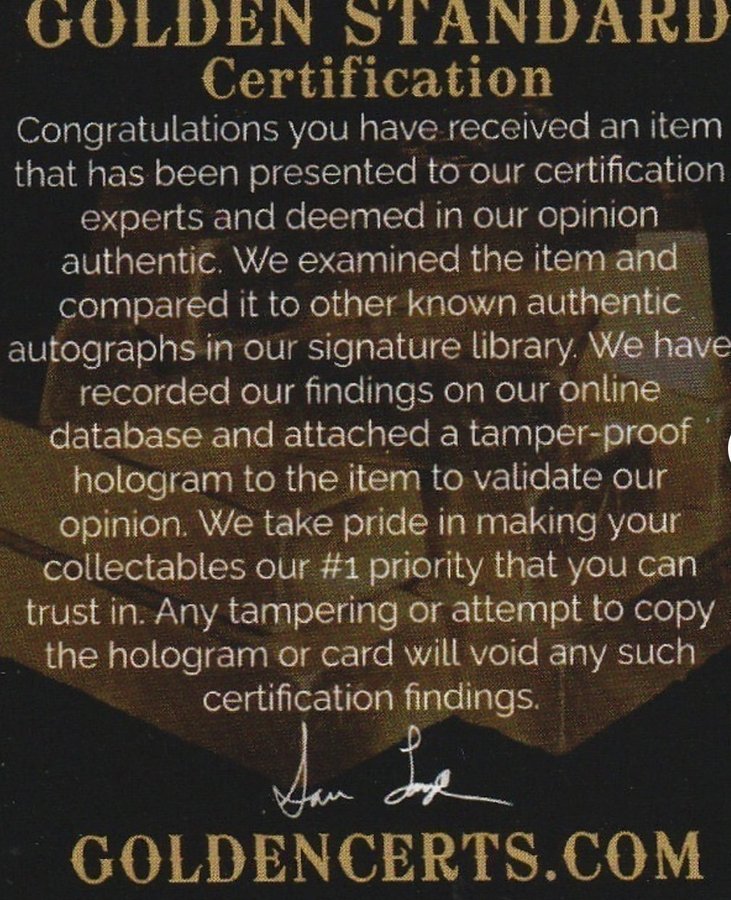 GOLDEN STANDARD
Certification
Congratulations you have received an item
that has been presented to our certification
experts and deemed in our opinion
authentic. We examined the item and
compared it to other known authentic
autographs in our signature library. We have
recorded our findings on our online
database and attached a tamper-proof
hologram to the item to validate our
opinion. We take pride in making your
collectables our #1 priority that you can
trust in. Any tampering or attempt to copy
the hologram or card will void any such
certification findings.
GOLDENCERTS.COM